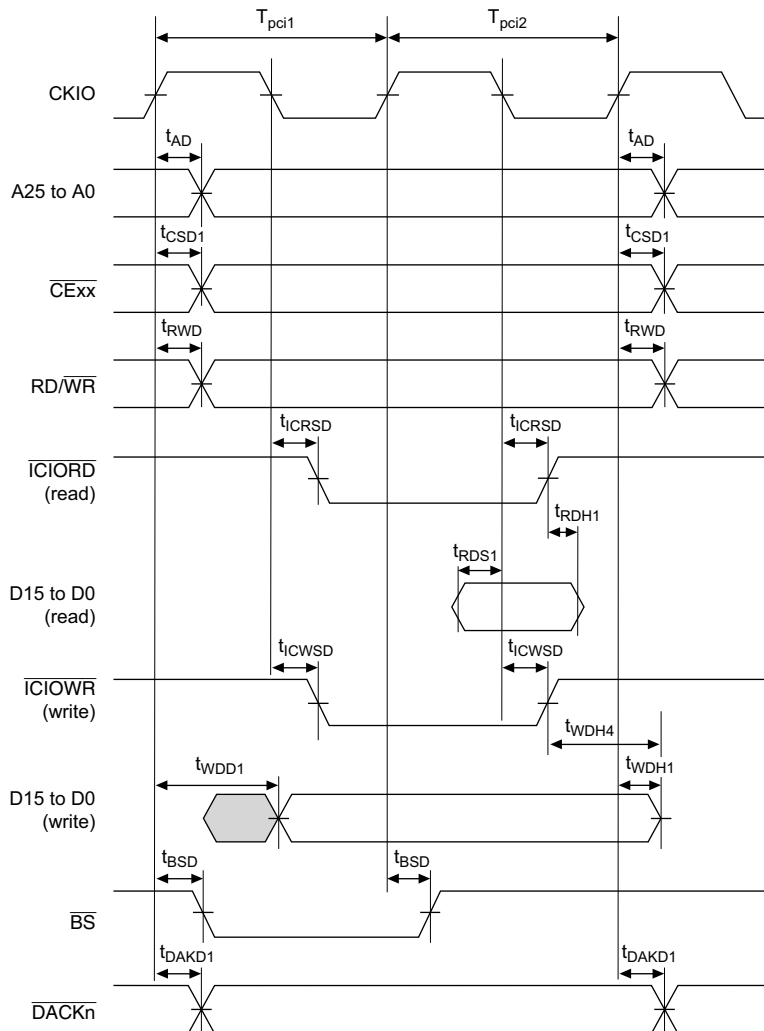 Tpci1 Tpci2
CKIO
tAD tAD
A25 to A0
tCSD1 tCSD1
CExx
tRWD tRWD
RD/WR
tICRSD tICRSD
ICIORD
(read)
tRDH1
tRDS1
D15 to D0
(read)
tICWSD tICWSD
ICIOWR
(write)
tWDH4
tWDD1 tWDH1
D15 to D0
(write)
tBSD tBSD
BS
tDAKD1 tDAKD1
DACKn